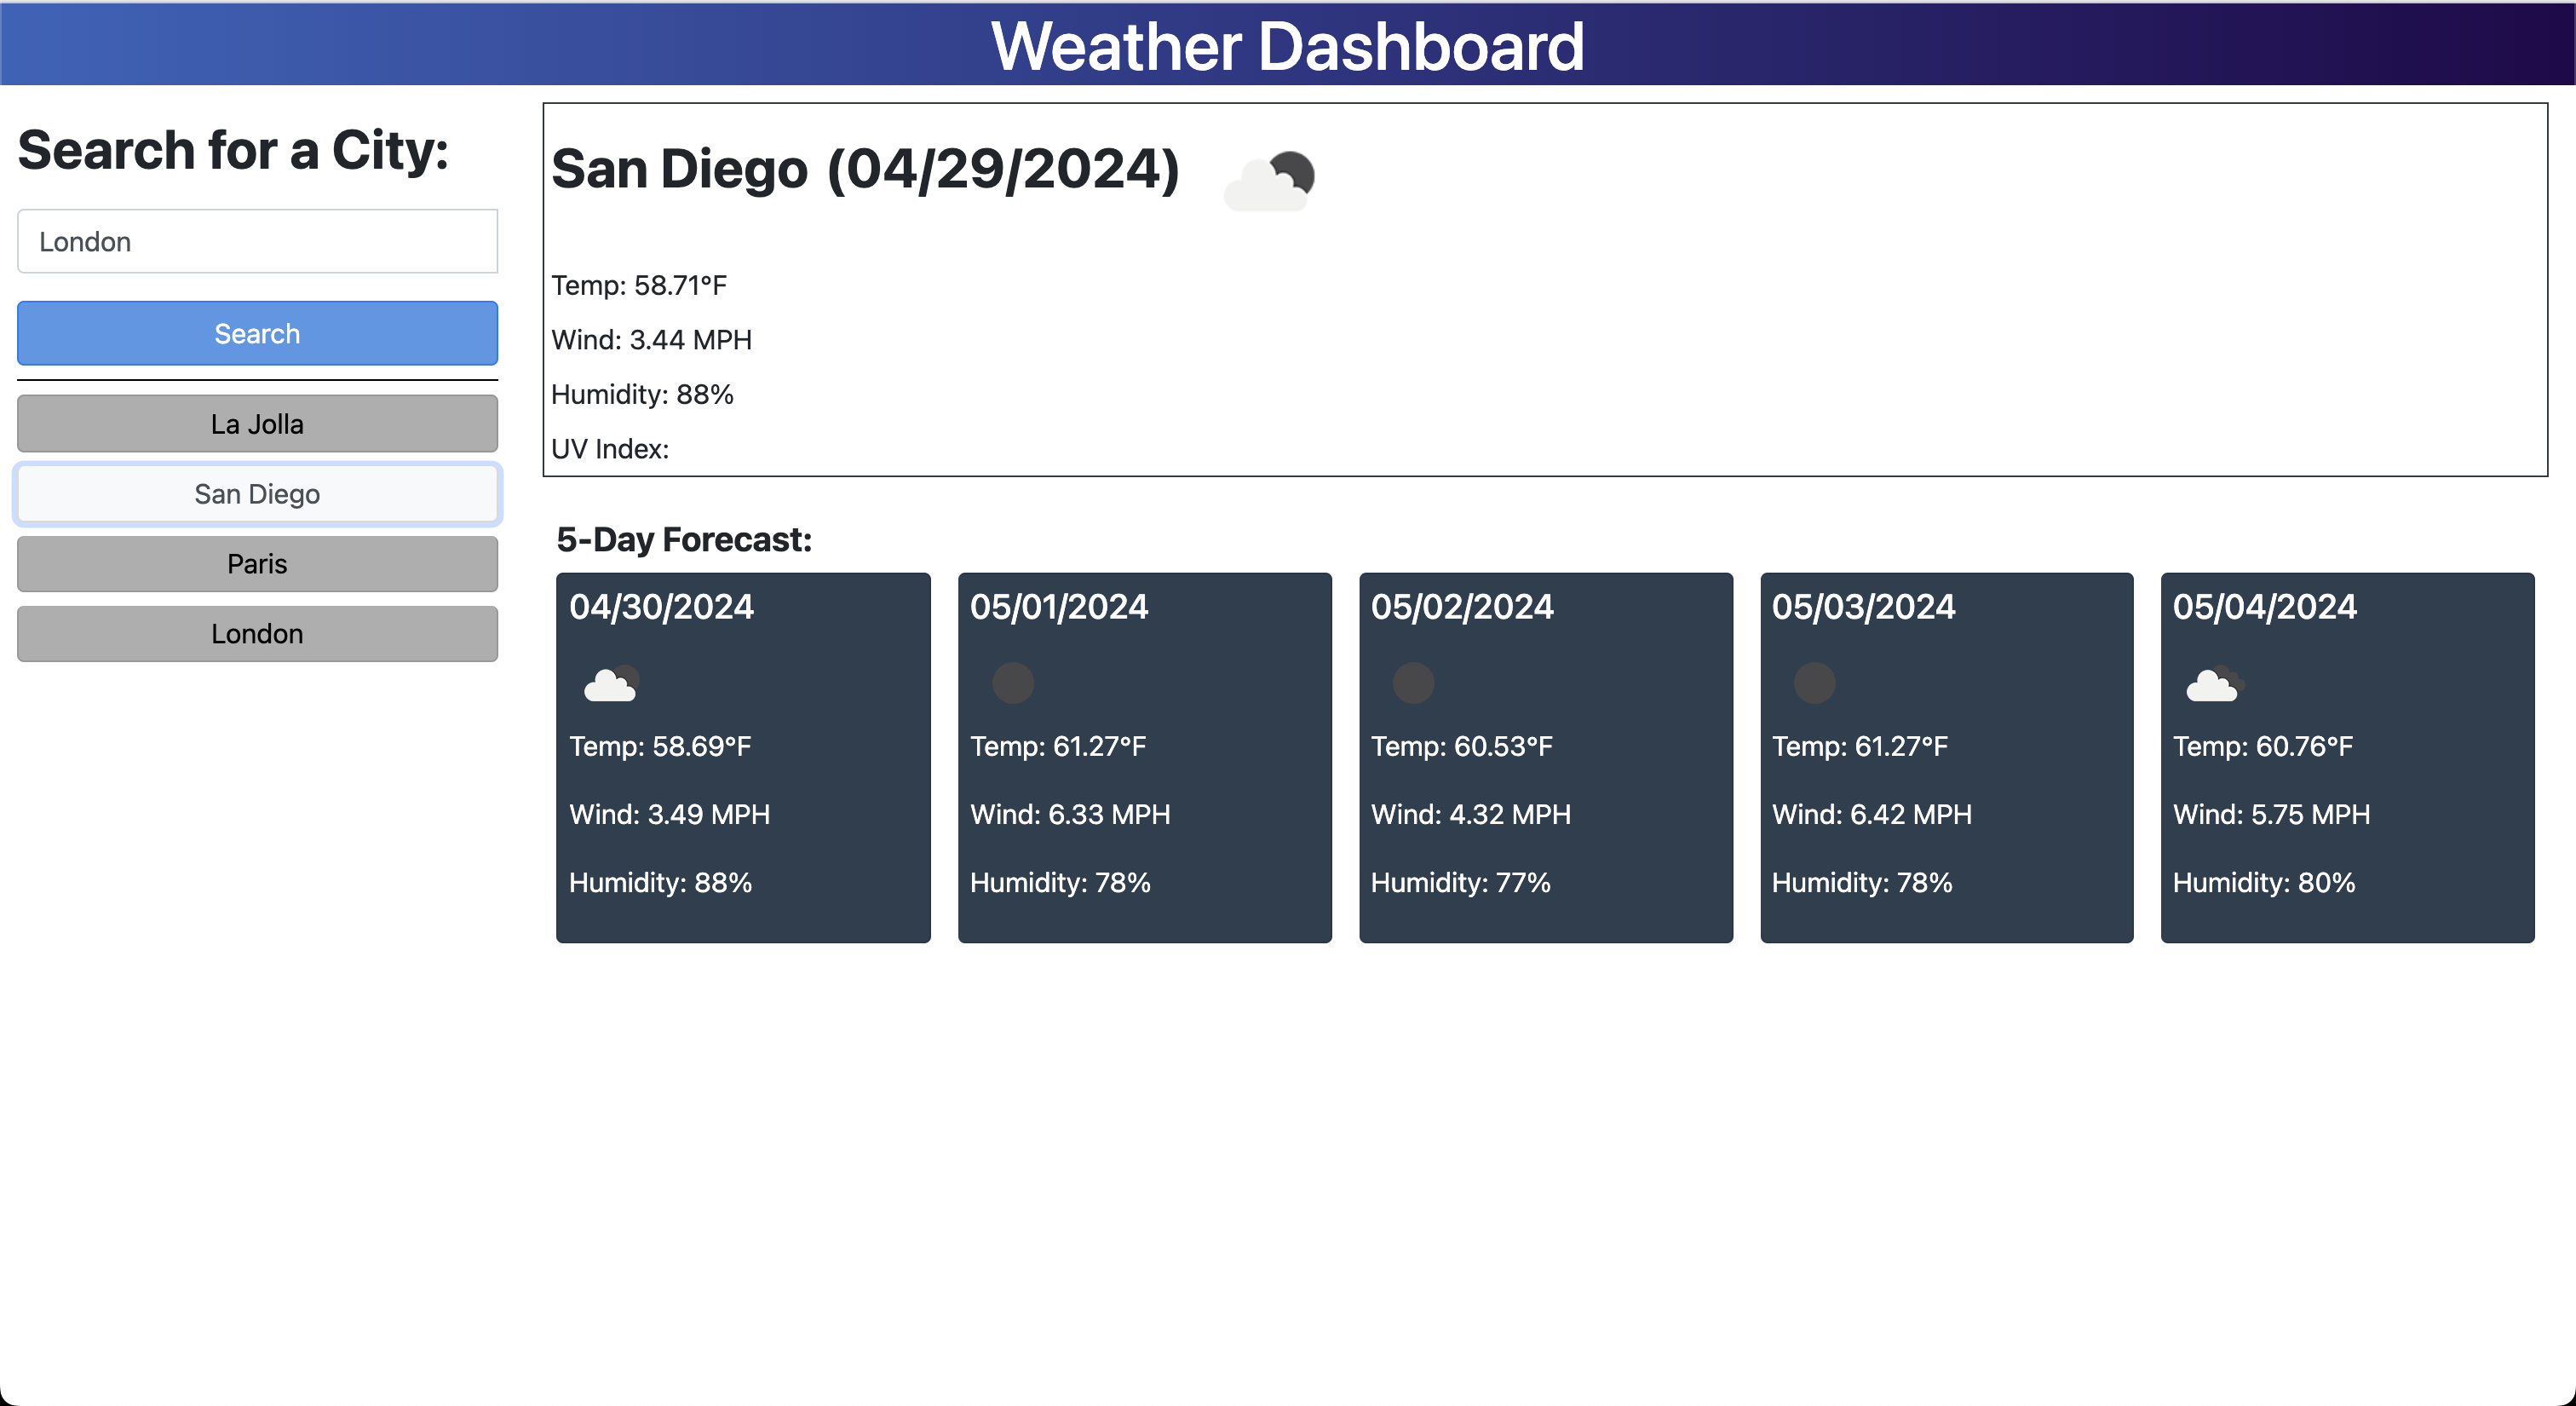 Weather Dashboard
Search for a City:
London
Search
La Jolla
San Diego
Paris
London
San Diego (04/29/2024)
Temp: 58.71°F
Wind: 3.44 MPH
Humidity: 88%
UV Index:
5-Day Forecast:
04/30/2024
Temp: 58.69°F
Wind: 3.49 MPH
Humidity: 88%
05/01/2024
Temp: 61.27°F
Wind: 6.33 MPH
Humidity: 78%
05/02/2024
Temp: 60.53°F
Wind: 4.32 MPH
Humidity: 77%
05/03/2024
Temp: 61.27°F
Wind: 6.42 MPH
Humidity: 78%
05/04/2024
Temp: 60.76°F
Wind: 5.75 MPH
Humidity: 80%